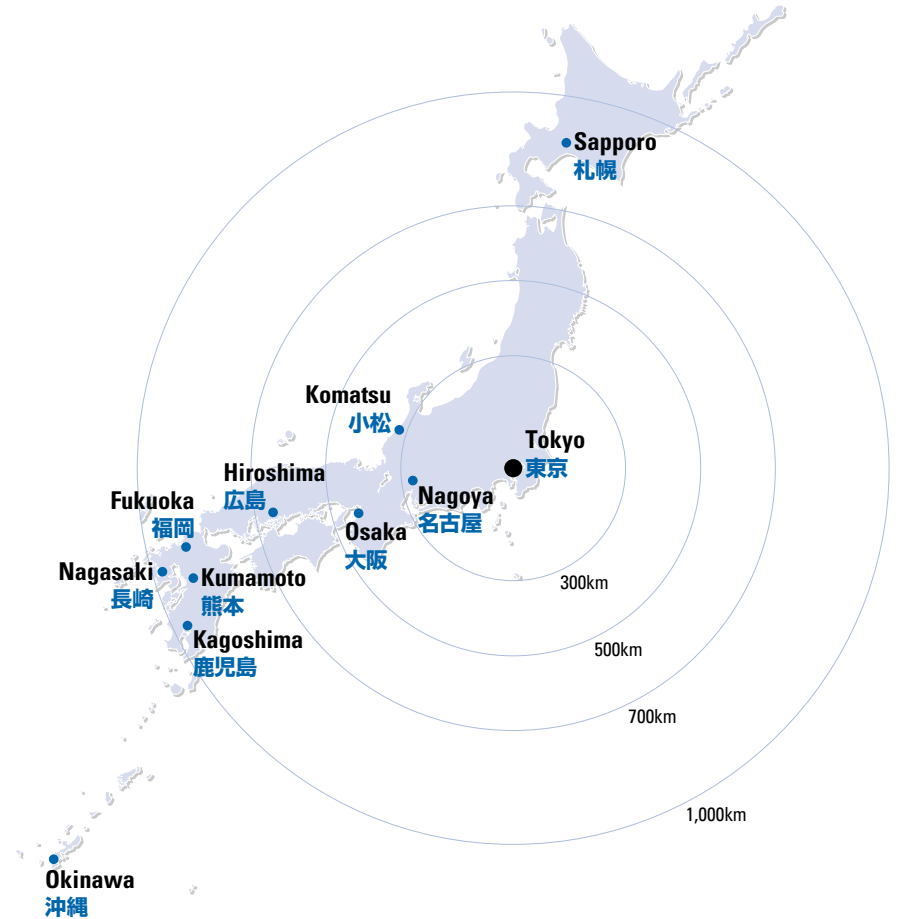 Sapporo
札幌
Komatsu
小松
Tokyo
東京
Hiroshima
広島
Nagoya
名古屋
Fukuoka
福岡
Osaka
大阪
Nagasaki
長崎
Kumamoto
熊本
Kagoshima
鹿児島
300km
500km
700km
1,000km
Okinawa
沖縄